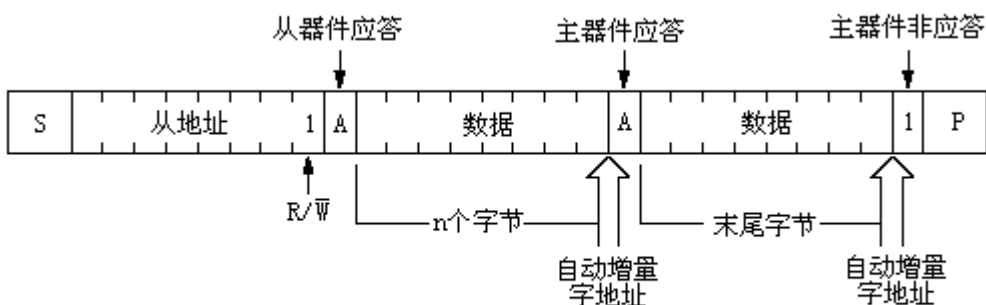 从器件应答 主器件应答 主器件非应答
S 从地址 1 A 数据 A 数据 1 P
R/W̅
n个字节 末尾字节
自动增量 自动增量
字地址 字地址